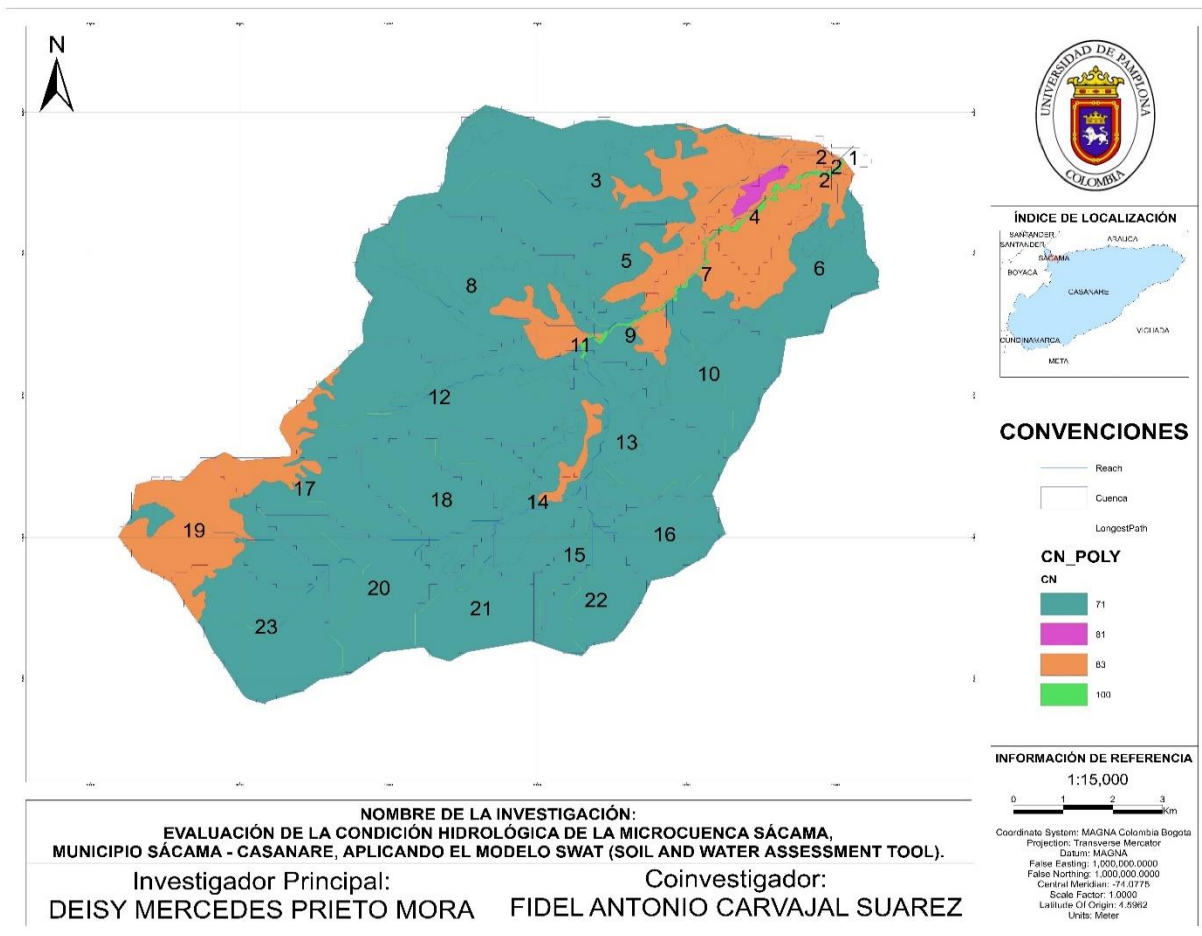 N
1
2
2
2
3
4
5
6
7
8
9
10
11
12
13
14
15
16
17
18
19
20
21
22
23
UNIVERSIDAD DE PAMPLONA
COLOMBIA
ÍNDICE DE LOCALIZACIÓN
SANTANDER
SANTANDER
ARAUCA
SÁCAMA
BOYACA
CASANARE
VICHADA
CUNDINAMARCA
META
CONVENCIONES
Reach
Cuenca
LongestPath
CN_POLY
CN
71
81
83
100
INFORMACIÓN DE REFERENCIA
1:15,000
0 1 2 3
Km
Coordinate System: MAGNA Colombia Bogota
Projection: Transverse Mercator
Datum: MAGNA
False Easting: 1,000,000.0000
False Northing: 1,000,000.0000
Central Meridian: -74.0775
Scale Factor: 1.0000
Latitude Of Origin: 4.5962
Units: Meter
NOMBRE DE LA INVESTIGACIÓN:
EVALUACIÓN DE LA CONDICIÓN HIDROLÓGICA DE LA MICROCUENCA SÁCAMA,
MUNICIPIO SÁCAMA - CASANARE, APLICANDO EL MODELO SWAT (SOIL AND WATER ASSESSMENT TOOL).
Investigador Principal:
DEISY MERCEDES PRIETO MORA
Coinvestigador:
FIDEL ANTONIO CARVAJAL SUAREZ